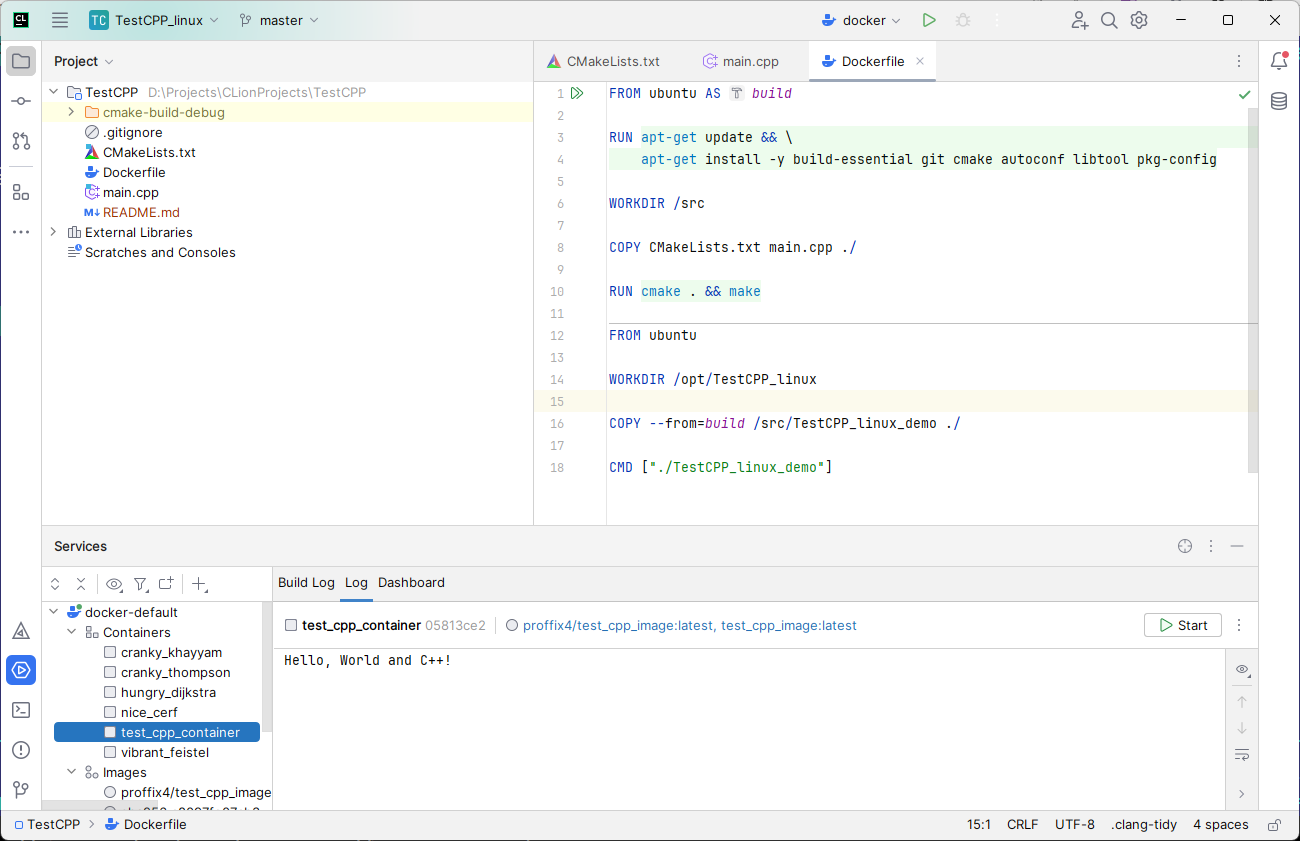 CL TC TestCPP_linux master docker
Project
CMakeLists.txt main.cpp Dockerfile
TestCPP D:\Projects\CLionProjects\TestCPP
cmake-build-debug
.gitignore
CMakeLists.txt
Dockerfile
main.cpp
M↓ README.md
External Libraries
Scratches and Consoles
1 FROM ubuntu AS build
2
3 RUN apt-get update && \
4 apt-get install -y build-essential git cmake autoconf libtool pkg-config
5
6 WORKDIR /src
7
8 COPY CMakeLists.txt main.cpp ./
9
10 RUN cmake . && make
11
12 FROM ubuntu
13
14 WORKDIR /opt/TestCPP_linux
15
16 COPY --from=build /src/TestCPP_linux_demo ./
17
18 CMD ["./TestCPP_linux_demo"]
Services
docker-default
Containers
cranky_khayyam
cranky_thompson
hungry_dijkstra
nice_cerf
test_cpp_container
vibrant_feistel
Images
proffix4/test_cpp_image
Build Log Log Dashboard
test_cpp_container 05813ce2 proffix4/test_cpp_image:latest, test_cpp_image:latest Start
Hello, World and C++!
TestCPP Dockerfile 15:1 CRLF UTF-8 .clang-tidy 4 spaces